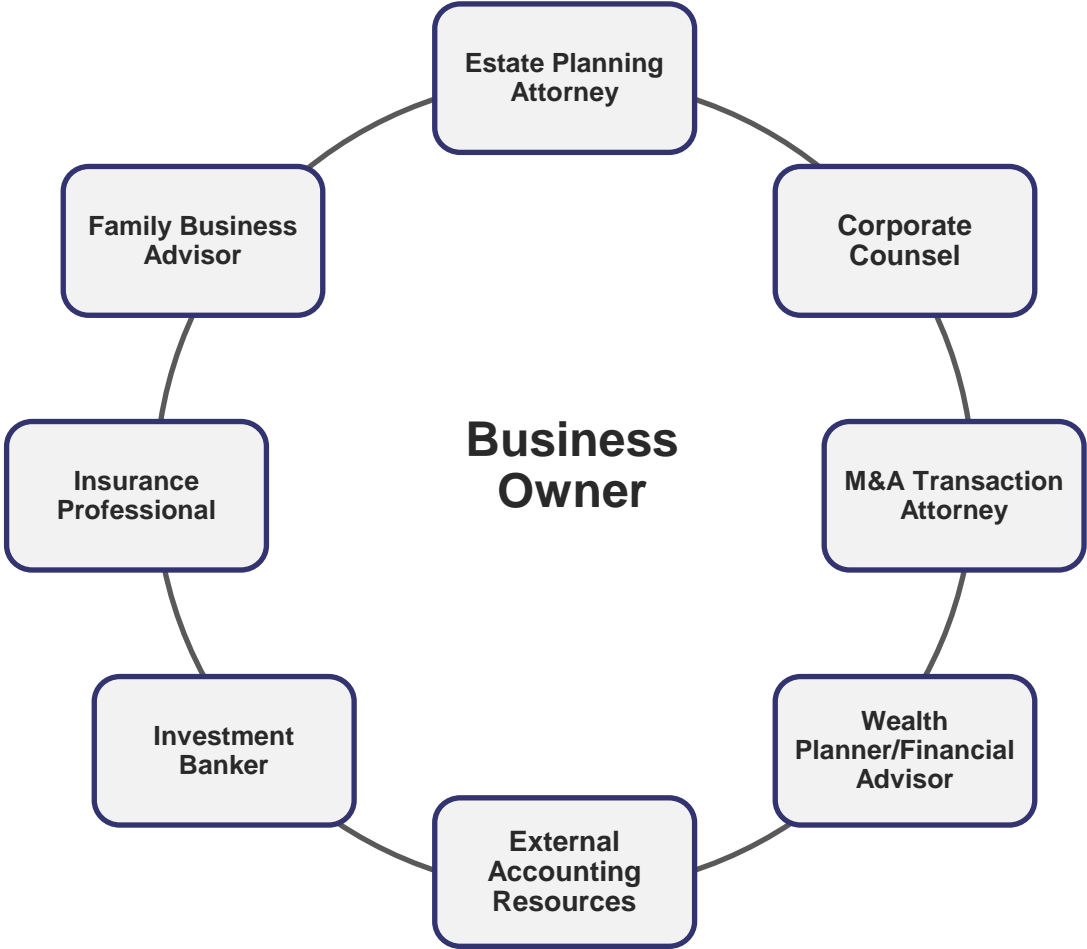 Estate Planning
Attorney
Family Business
Advisor
Corporate
Counsel
Business
Owner
Insurance
Professional
M&A Transaction
Attorney
Investment
Banker
Wealth
Planner/Financial
Advisor
External
Accounting
Resources